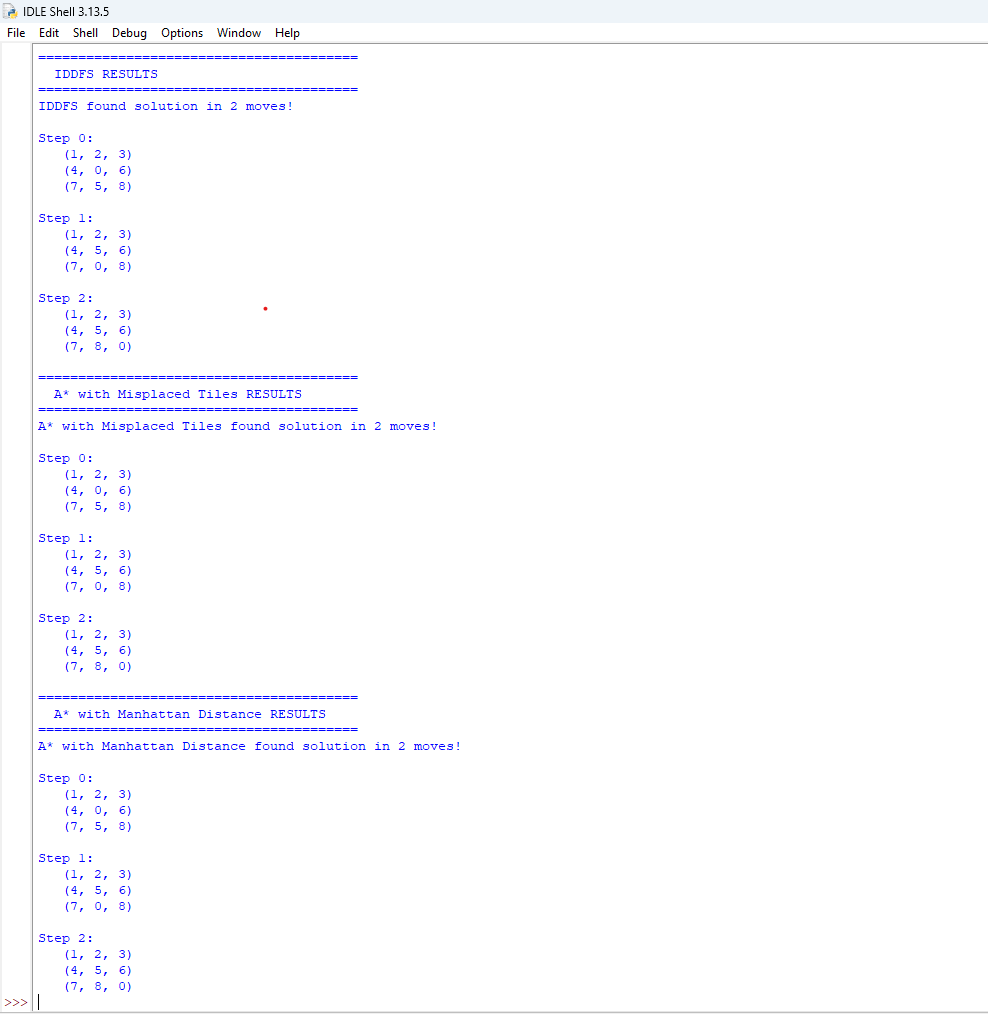 IDLE Shell 3.13.5
File Edit Shell Debug Options Window Help
========================================
  IDDFS RESULTS
========================================
IDDFS found solution in 2 moves!

Step 0:
   (1, 2, 3)
   (4, 0, 6)
   (7, 5, 8)

Step 1:
   (1, 2, 3)
   (4, 5, 6)
   (7, 0, 8)

Step 2:
   (1, 2, 3)
   (4, 5, 6)
   (7, 8, 0)

========================================
  A* with Misplaced Tiles RESULTS
========================================
A* with Misplaced Tiles found solution in 2 moves!

Step 0:
   (1, 2, 3)
   (4, 0, 6)
   (7, 5, 8)

Step 1:
   (1, 2, 3)
   (4, 5, 6)
   (7, 0, 8)

Step 2:
   (1, 2, 3)
   (4, 5, 6)
   (7, 8, 0)

========================================
  A* with Manhattan Distance RESULTS
========================================
A* with Manhattan Distance found solution in 2 moves!

Step 0:
   (1, 2, 3)
   (4, 0, 6)
   (7, 5, 8)

Step 1:
   (1, 2, 3)
   (4, 5, 6)
   (7, 0, 8)

Step 2:
   (1, 2, 3)
   (4, 5, 6)
   (7, 8, 0)
>>>